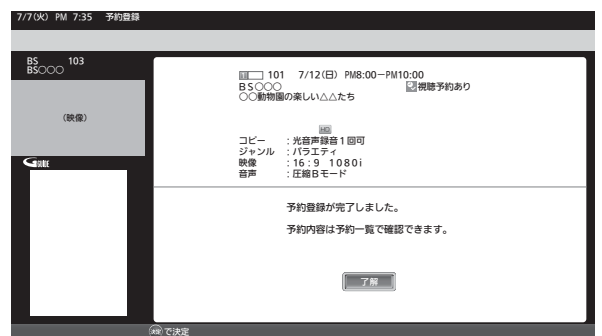 7/7(火) PM 7:35 予約登録
BS 103
BS○○○
(映像)
GGUIDE
101 7/12(日) PM8:00-PM10:00
BS○○○ 視聴予約あり
○○動物園の楽しい△△たち
HD
コピー :光音声録音1回可
ジャンル :バラエティ
映像 :16:9 1080i
音声 :圧縮Bモード
予約登録が完了しました。
予約内容は予約一覧で確認できます。
了解
決定 で決定